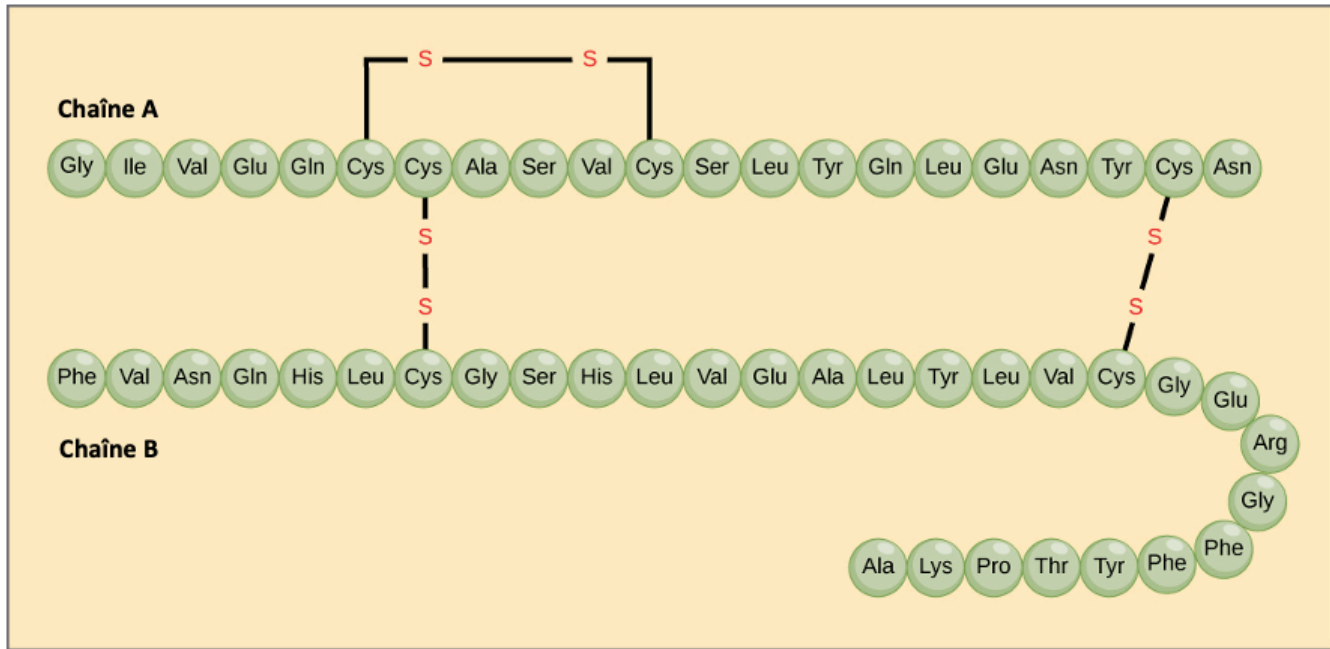 S S
Chaîne A
Gly Ile Val Glu Gln Cys Cys Ala Ser Val Cys Ser Leu Tyr Gln Leu Glu Asn Tyr Cys Asn
S S
S S
Phe Val Asn Gln His Leu Cys Gly Ser His Leu Val Glu Ala Leu Tyr Leu Val Cys Gly Glu
Chaîne B
Arg
Gly
Ala Lys Pro Thr Tyr Phe Phe